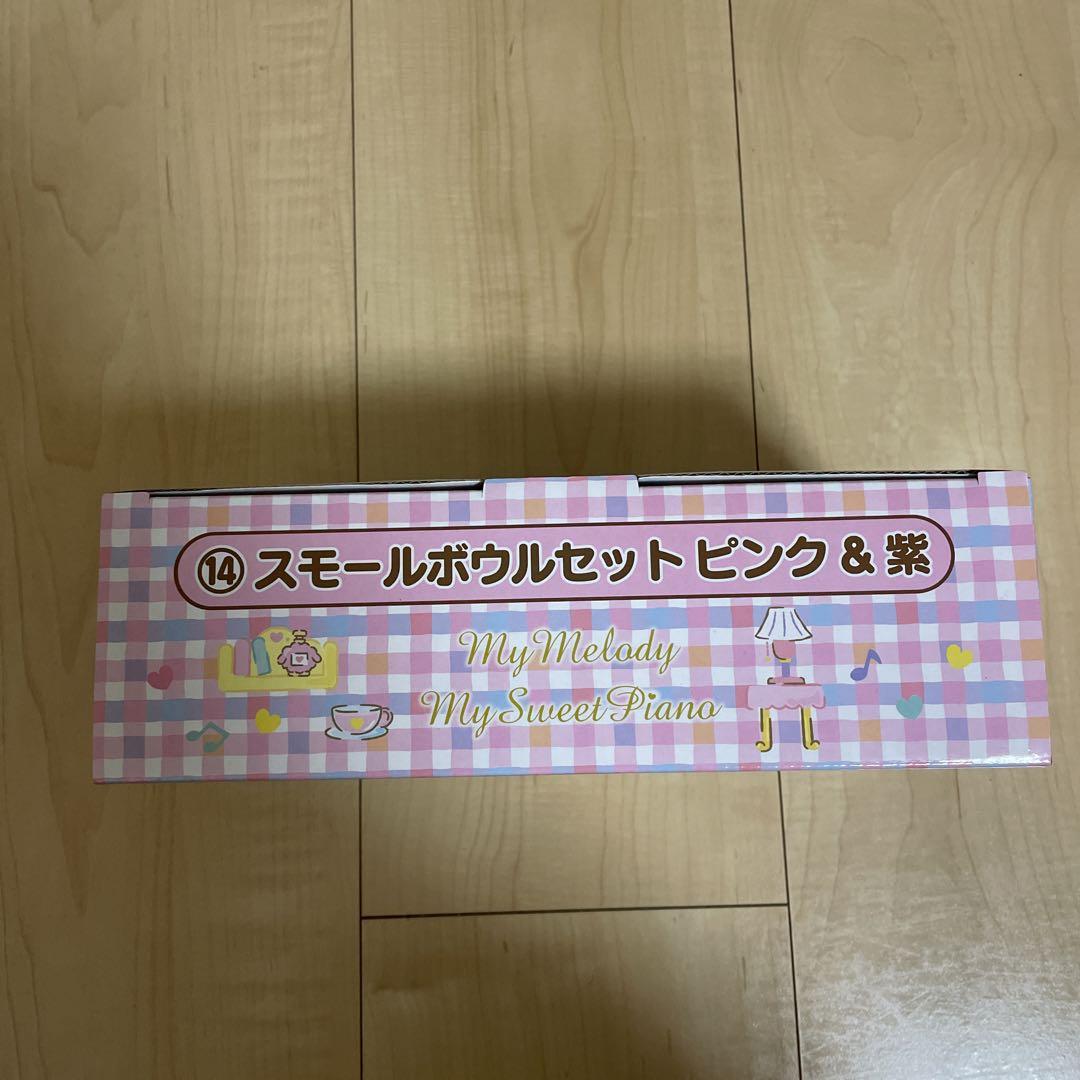 ⑭ スモールボウルセット ピンク & 紫
My Melody
My Sweet Piano